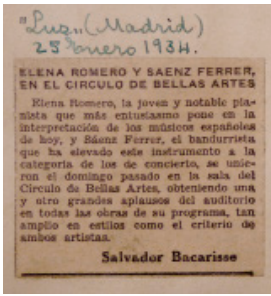 "Luz" (Madrid)
25 Enero 1934.
ELENA ROMERO Y SAENZ FERRER,
EN EL CIRCULO DE BELLAS ARTES
Elena Romero, la joven y notable pia-
nista que más entusiasmo pone en la
interpretación de los músicos españoles
de hoy, y Sáenz Ferrer, el bandurrista
que ha elevado este instrumento a la
categoría de los de concierto, se unie-
ron el domingo pasado en la sala del
Círculo de Bellas Artes, obteniendo una
y otro grandes aplausos del auditorio
en todas las obras de su programa, tan
amplio en estilos como el criterio de
ambos artistas.
Salvador Bacarisse